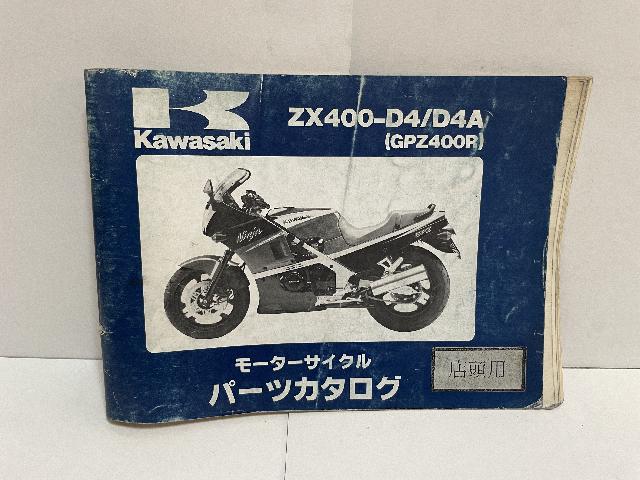 Kawasaki
ZX400-D4/D4A
(GPZ400R)
Ninja
モーターサイクル
パーツカタログ
店頭用